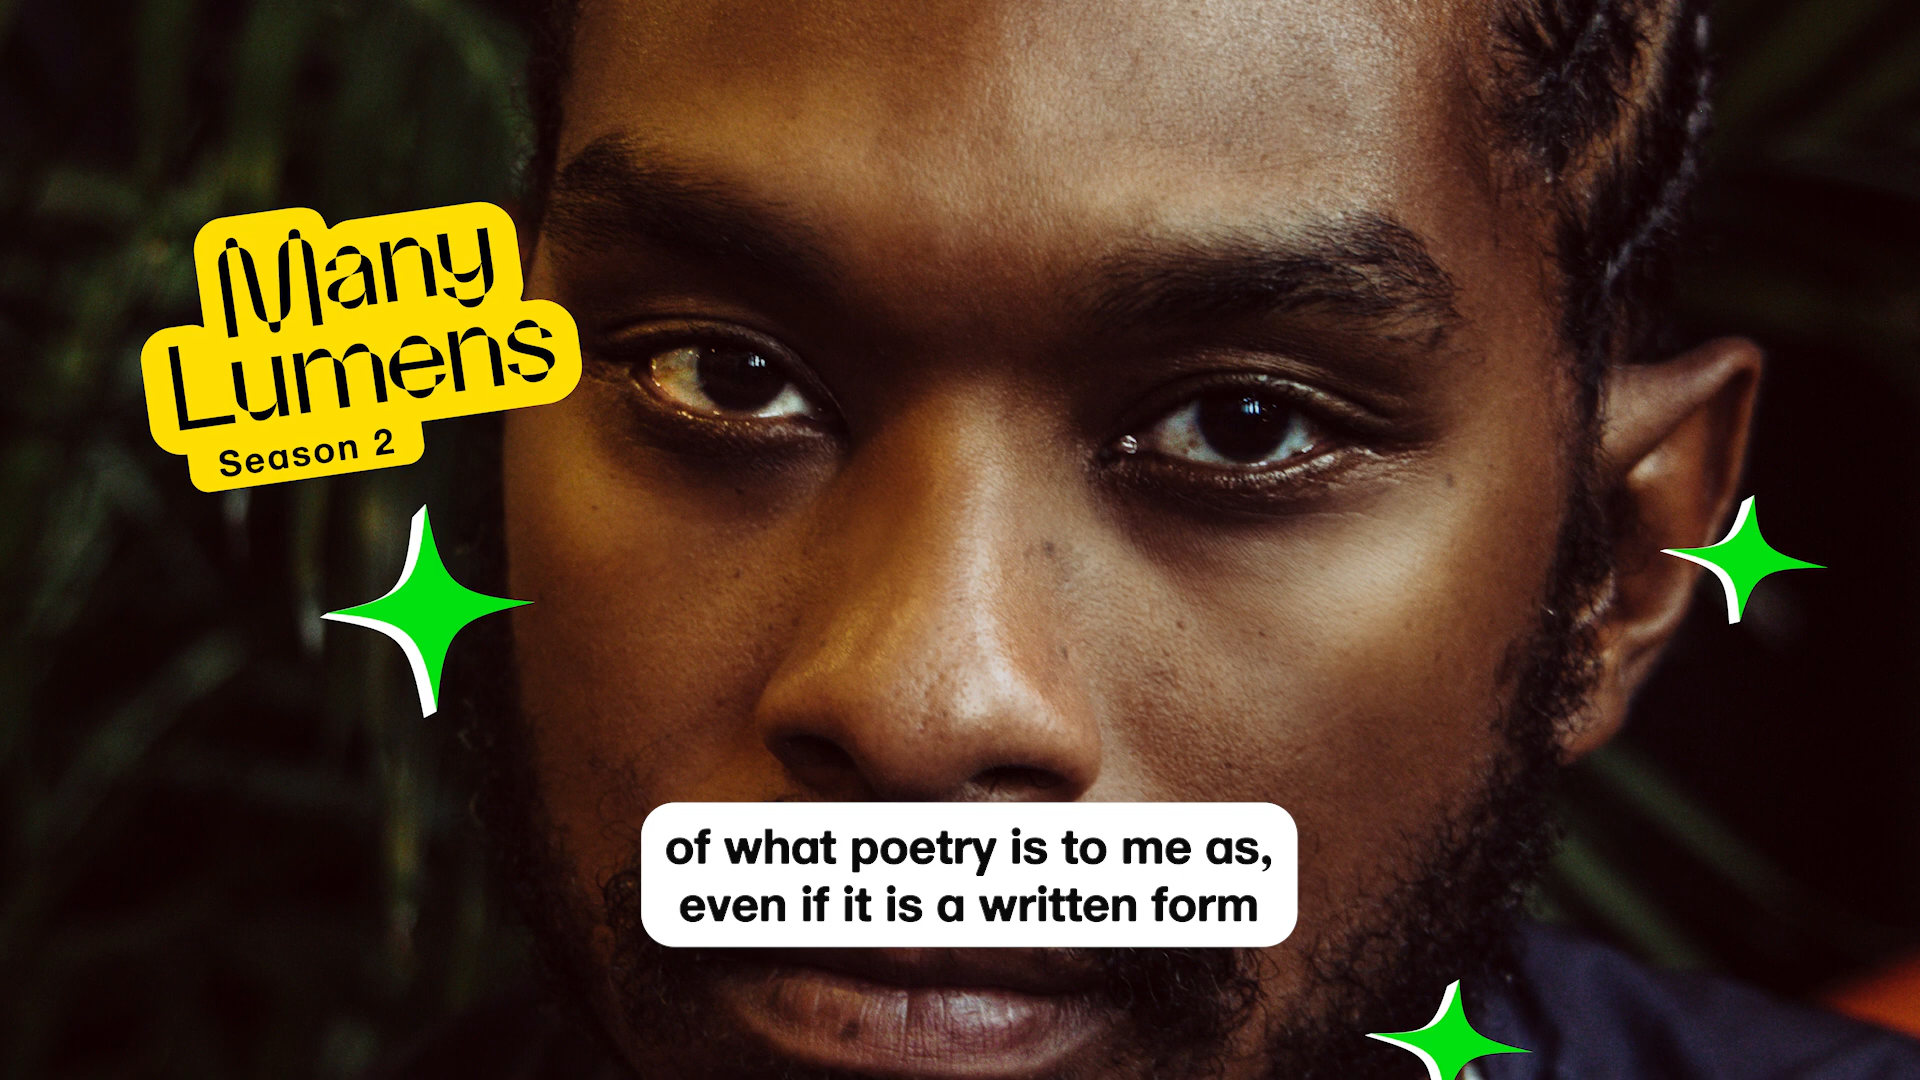 Many
Lumens
Season 2
of what poetry is to me as,
even if it is a written form